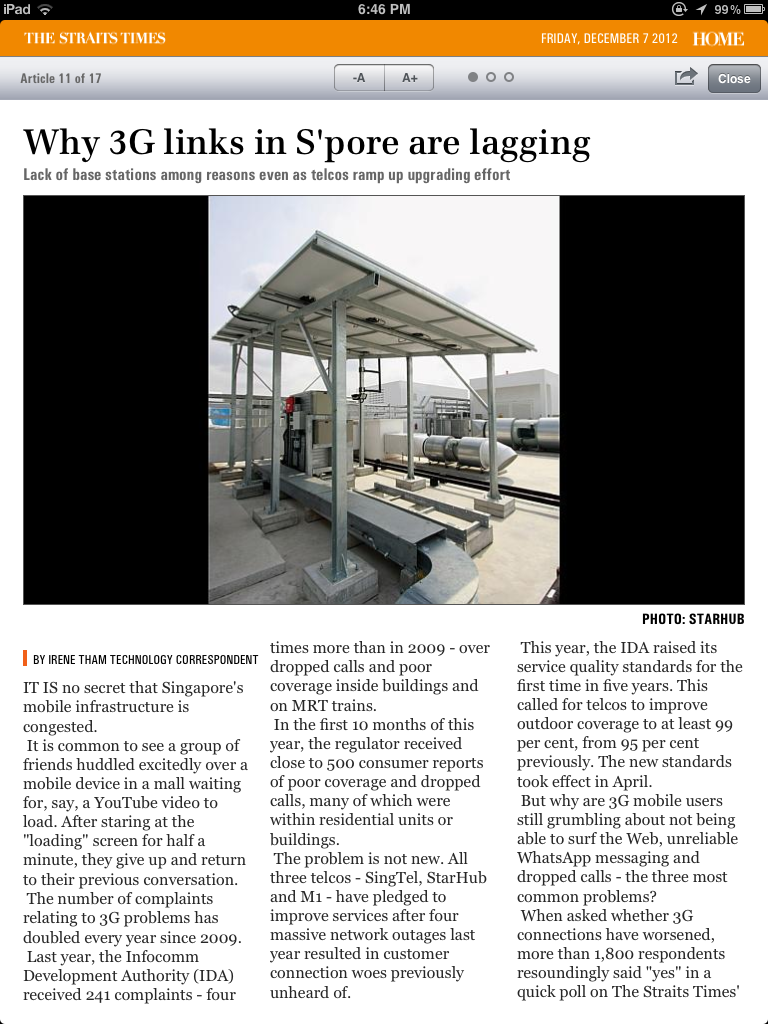 iPad 6:46 PM 99%
THE STRAITS TIMES FRIDAY, DECEMBER 7 2012 HOME
Article 11 of 17 -A A+ Close
Why 3G links in S'pore are lagging
Lack of base stations among reasons even as telcos ramp up upgrading effort
PHOTO: STARHUB
BY IRENE THAM TECHNOLOGY CORRESPONDENT
IT IS no secret that Singapore's
mobile infrastructure is
congested.
It is common to see a group of
friends huddled excitedly over a
mobile device in a mall waiting
for, say, a YouTube video to
load. After staring at the
"loading" screen for half a
minute, they give up and return
to their previous conversation.
The number of complaints
relating to 3G problems has
doubled every year since 2009.
Last year, the Infocomm
Development Authority (IDA)
received 241 complaints - four
times more than in 2009 - over
dropped calls and poor
coverage inside buildings and
on MRT trains.
In the first 10 months of this
year, the regulator received
close to 500 consumer reports
of poor coverage and dropped
calls, many of which were
within residential units or
buildings.
The problem is not new. All
three telcos - SingTel, StarHub
and M1 - have pledged to
improve services after four
massive network outages last
year resulted in customer
connection woes previously
unheard of.
This year, the IDA raised its
service quality standards for the
first time in five years. This
called for telcos to improve
outdoor coverage to at least 99
per cent, from 95 per cent
previously. The new standards
took effect in April.
But why are 3G mobile users
still grumbling about not being
able to surf the Web, unreliable
WhatsApp messaging and
dropped calls - the three most
common problems?
When asked whether 3G
connections have worsened,
more than 1,800 respondents
resoundingly said "yes" in a
quick poll on The Straits Times'